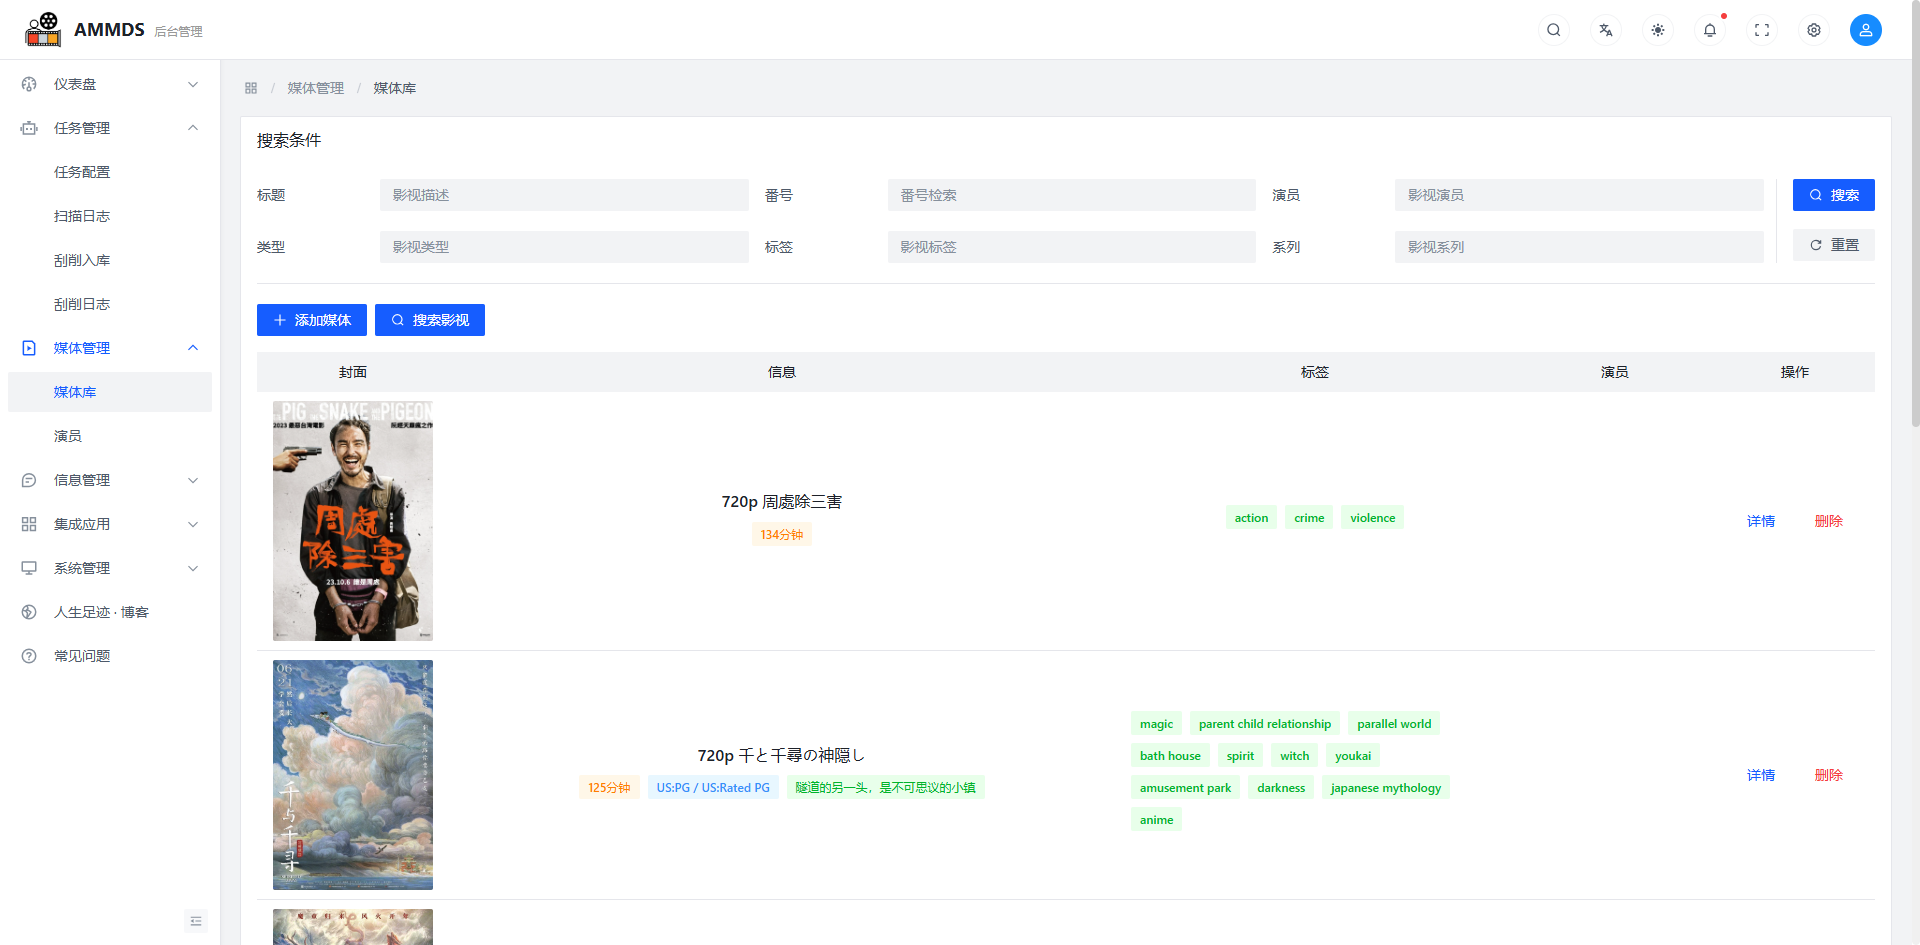 AMMDS 后台管理
仪表盘
任务管理
任务配置
扫描日志
刮削入库
刮削日志
媒体管理
媒体库
演员
信息管理
集成应用
系统管理
人生足迹 · 博客
常见问题
/ 媒体管理 / 媒体库
搜索条件
标题 影视描述 番号 番号检索 演员 影视演员 搜索
类型 影视类型 标签 影视标签 系列 影视系列 重置
添加媒体 搜索影视
封面 信息 标签 演员 操作
PIG SNAKE PIGEON
2023 最惡台灣電影
周處
除三害
23.10.6
720p 周處除三害
134分钟
action crime violence
详情 删除
千与千寻
720p 千と千尋の神隠し
125分钟 US:PG / US:Rated PG 隧道的另一头，是不可思议的小镇
magic parent child relationship parallel world
bath house spirit witch youkai
amusement park darkness japanese mythology
anime
详情 删除